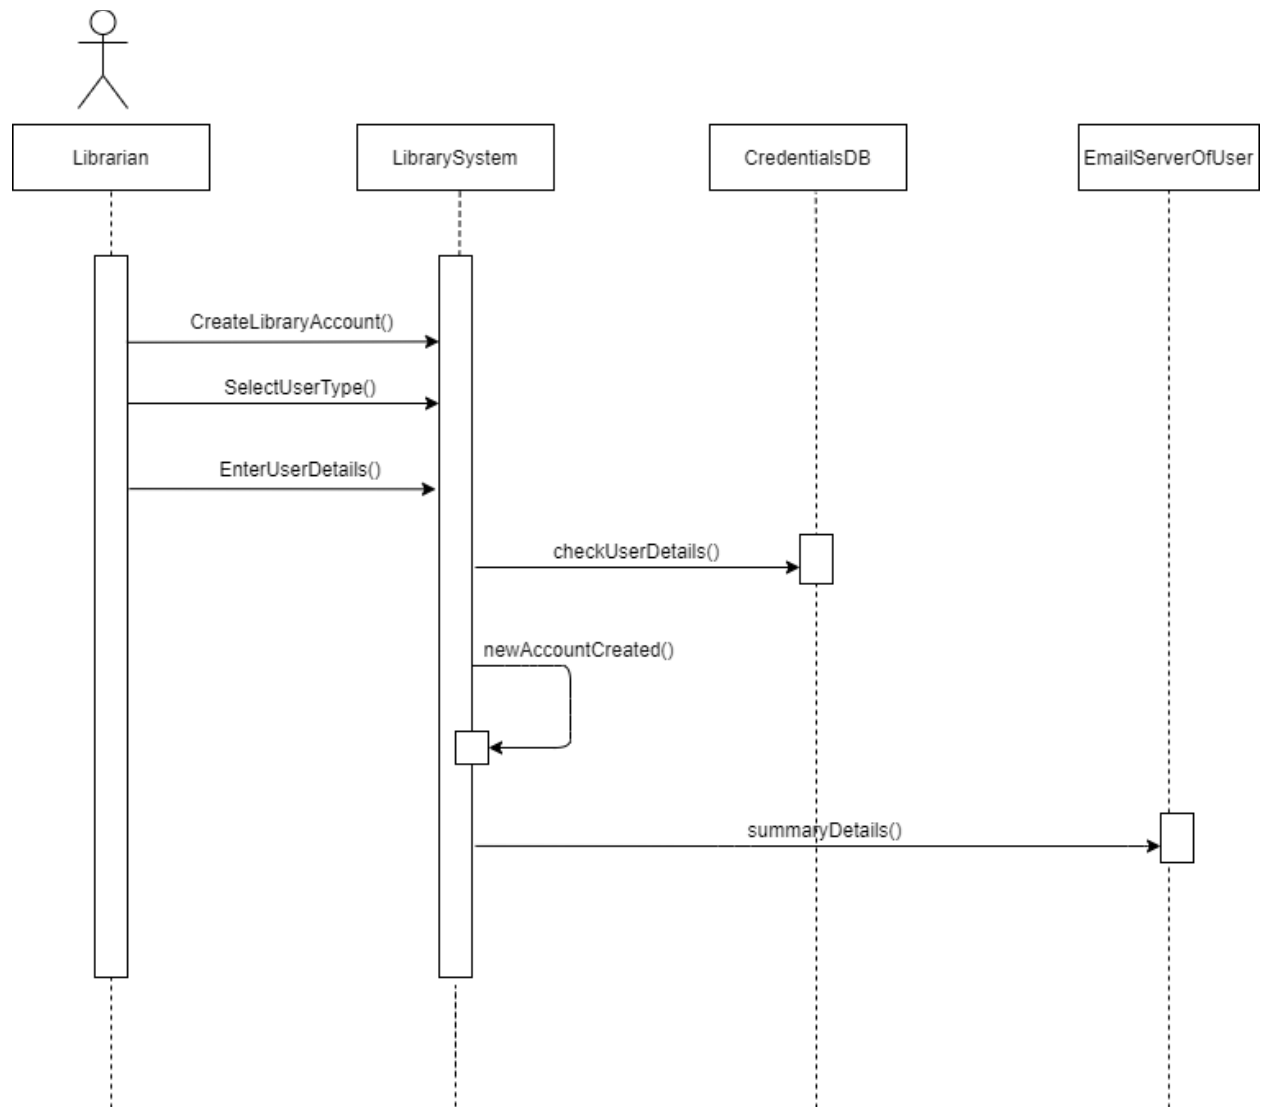 Librarian
LibrarySystem
CredentialsDB
EmailServerOfUser
CreateLibraryAccount()
SelectUserType()
EnterUserDetails()
checkUserDetails()
newAccountCreated()
summaryDetails()